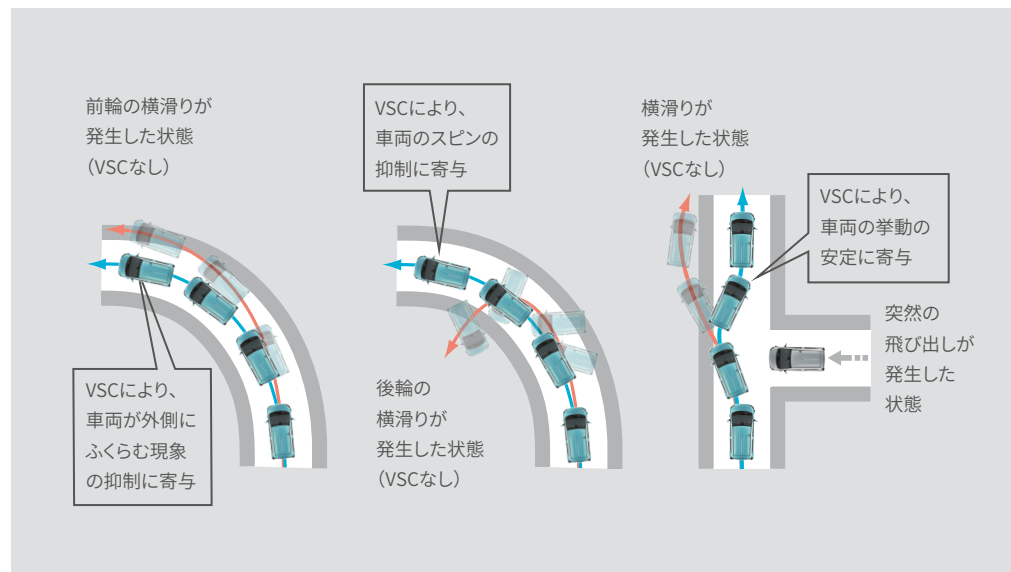 前輪の横滑りが
発生した状態
（VSCなし）
VSCにより、
車両が外側に
ふくらむ現象
の抑制に寄与
VSCにより、
車両のスピンの
抑制に寄与
後輪の
横滑りが
発生した状態
（VSCなし）
横滑りが
発生した状態
（VSCなし）
VSCにより、
車両の挙動の
安定に寄与
突然の
飛び出しが
発生した
状態